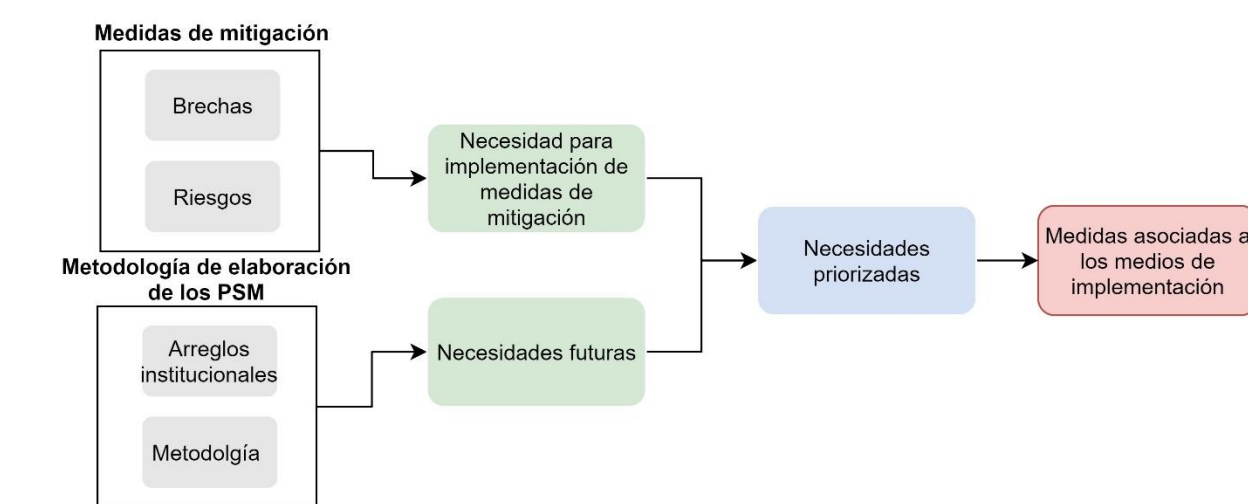 Medidas de mitigación
Brechas
Riesgos
Metodología de elaboración
de los PSM
Arreglos
institucionales
Metodolgía
Necesidad para
implementación de
medidas de
mitigación
Necesidades futuras
Necesidades
priorizadas
Medidas asociadas a
los medios de
implementación